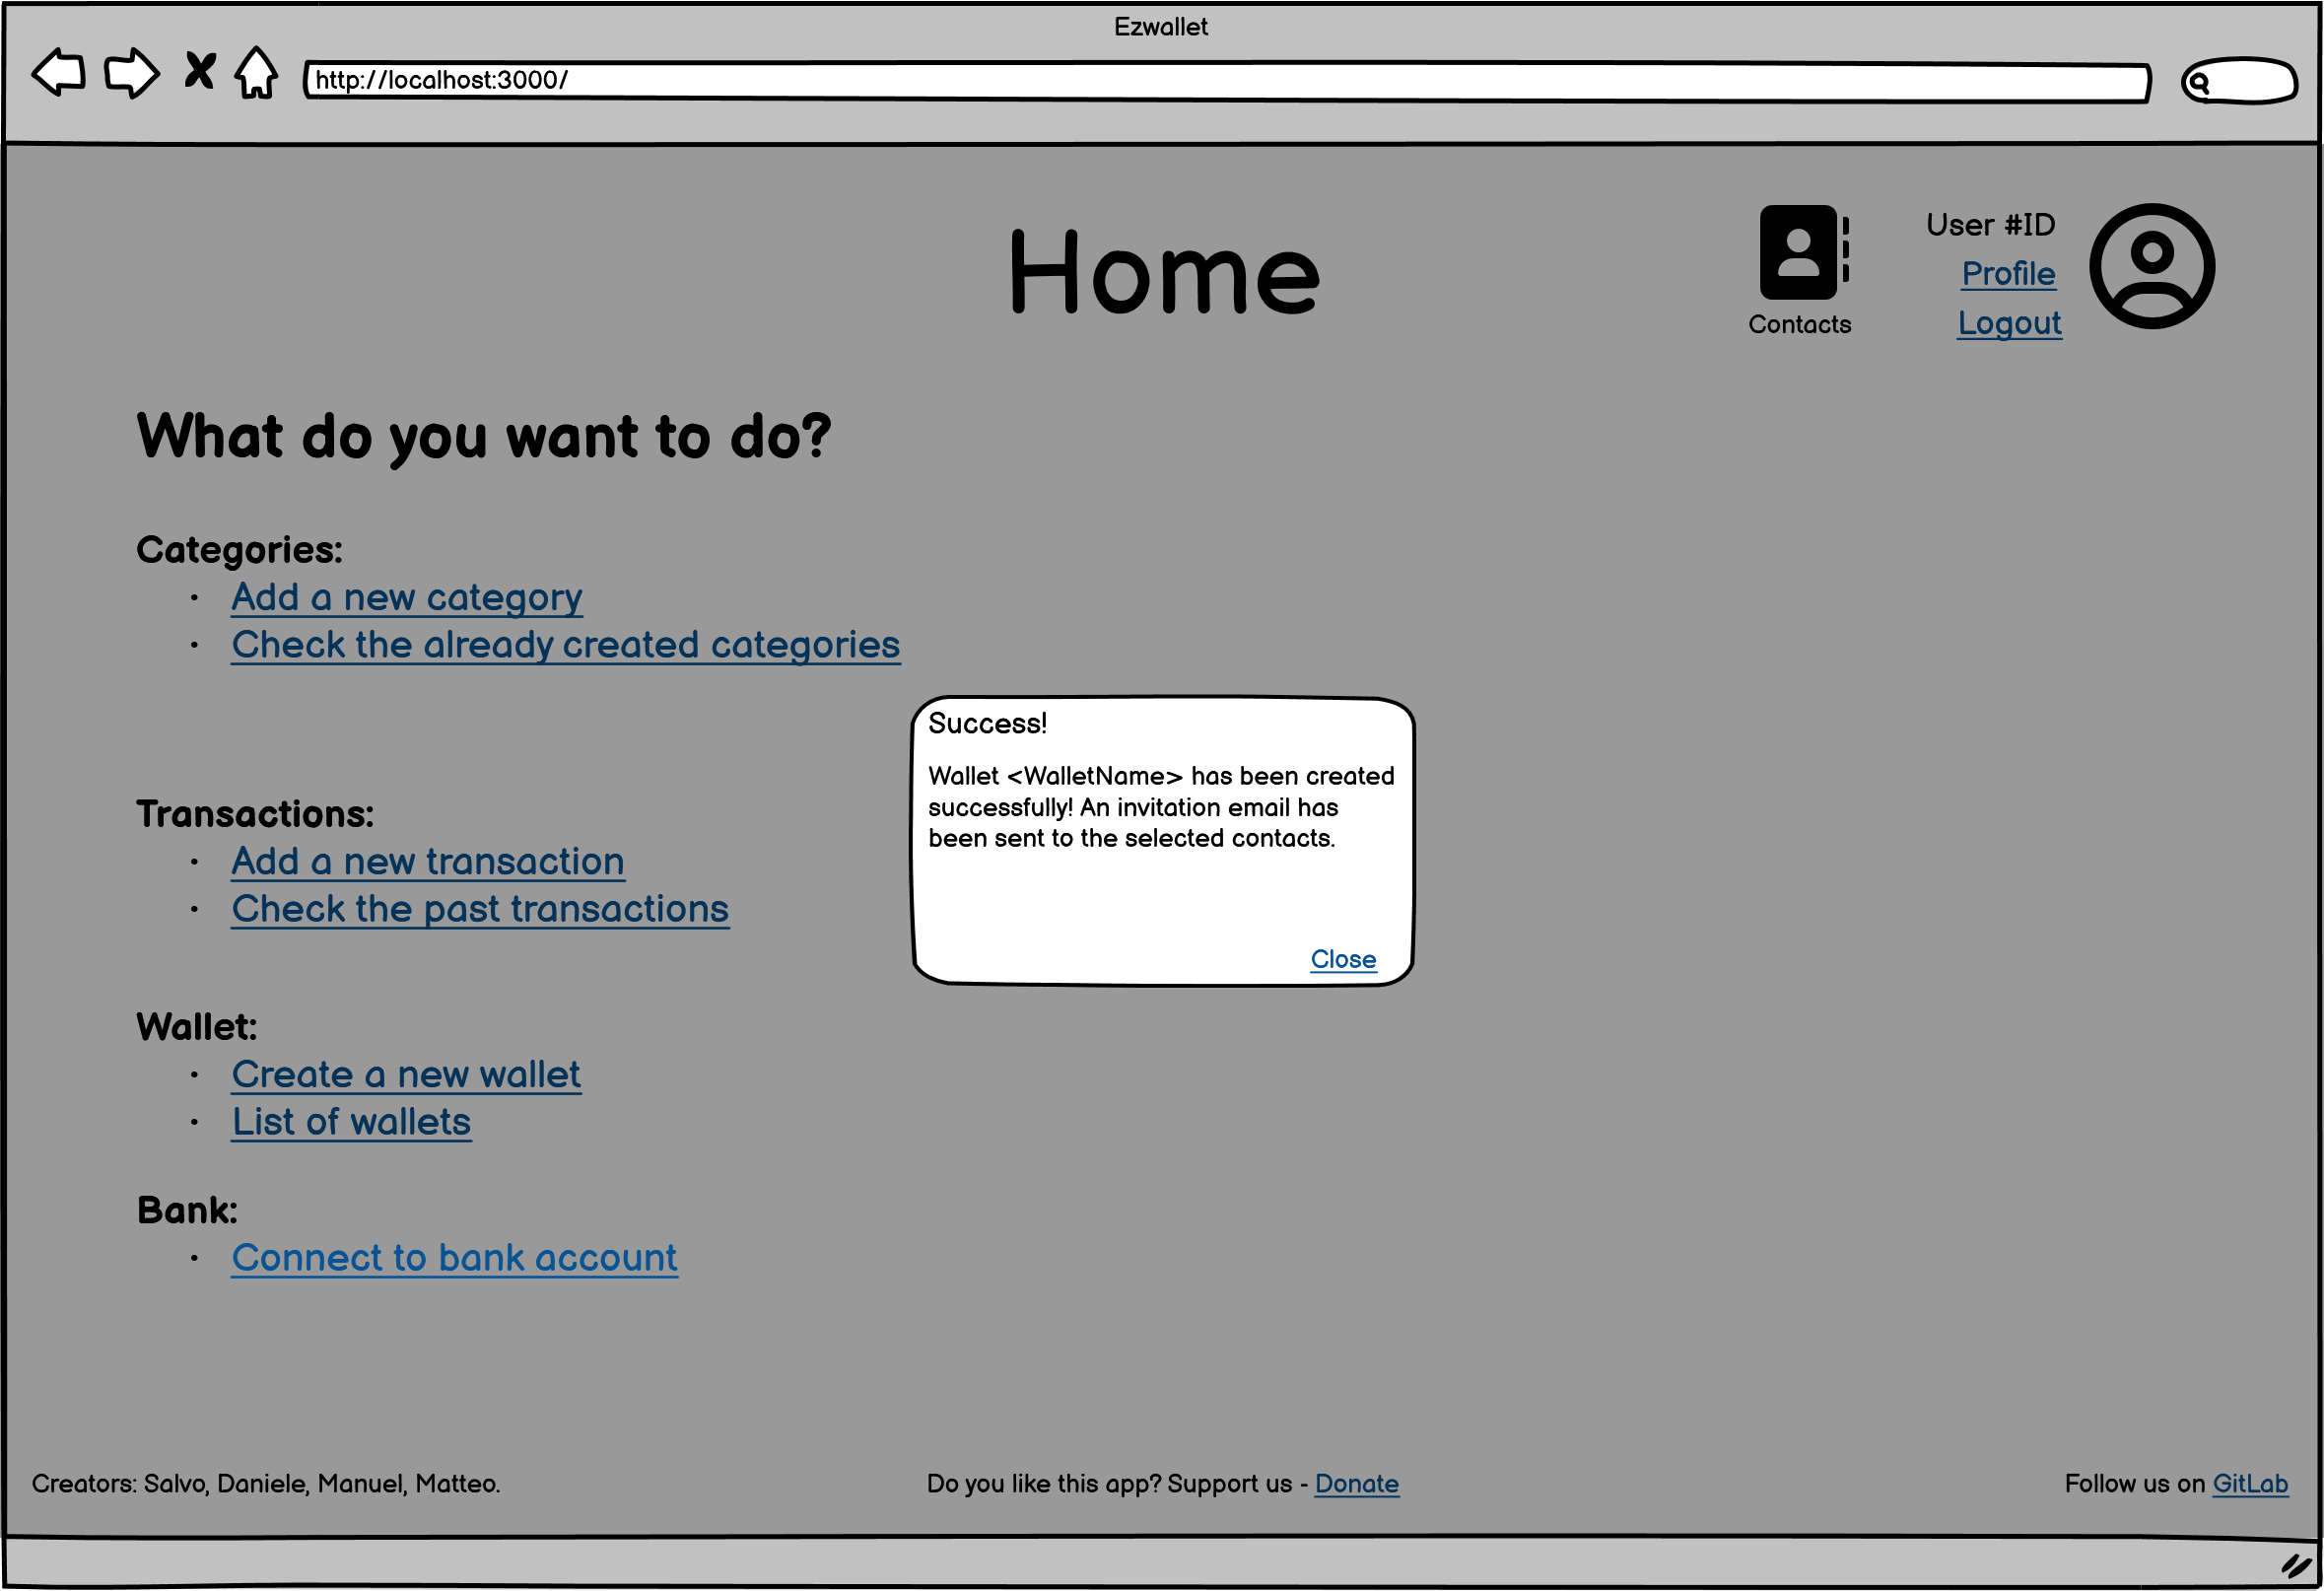 Ezwallet
http://localhost:3000/
Home
Contacts
User #ID
Profile
Logout
What do you want to do?
Categories:
• Add a new category
• Check the already created categories
Success!
Wallet <WalletName> has been created
successfully! An invitation email has
been sent to the selected contacts.
Close
Transactions:
• Add a new transaction
• Check the past transactions
Wallet:
• Create a new wallet
• List of wallets
Bank:
• Connect to bank account
Creators: Salvo, Daniele, Manuel, Matteo.
Do you like this app? Support us - Donate
Follow us on GitLab